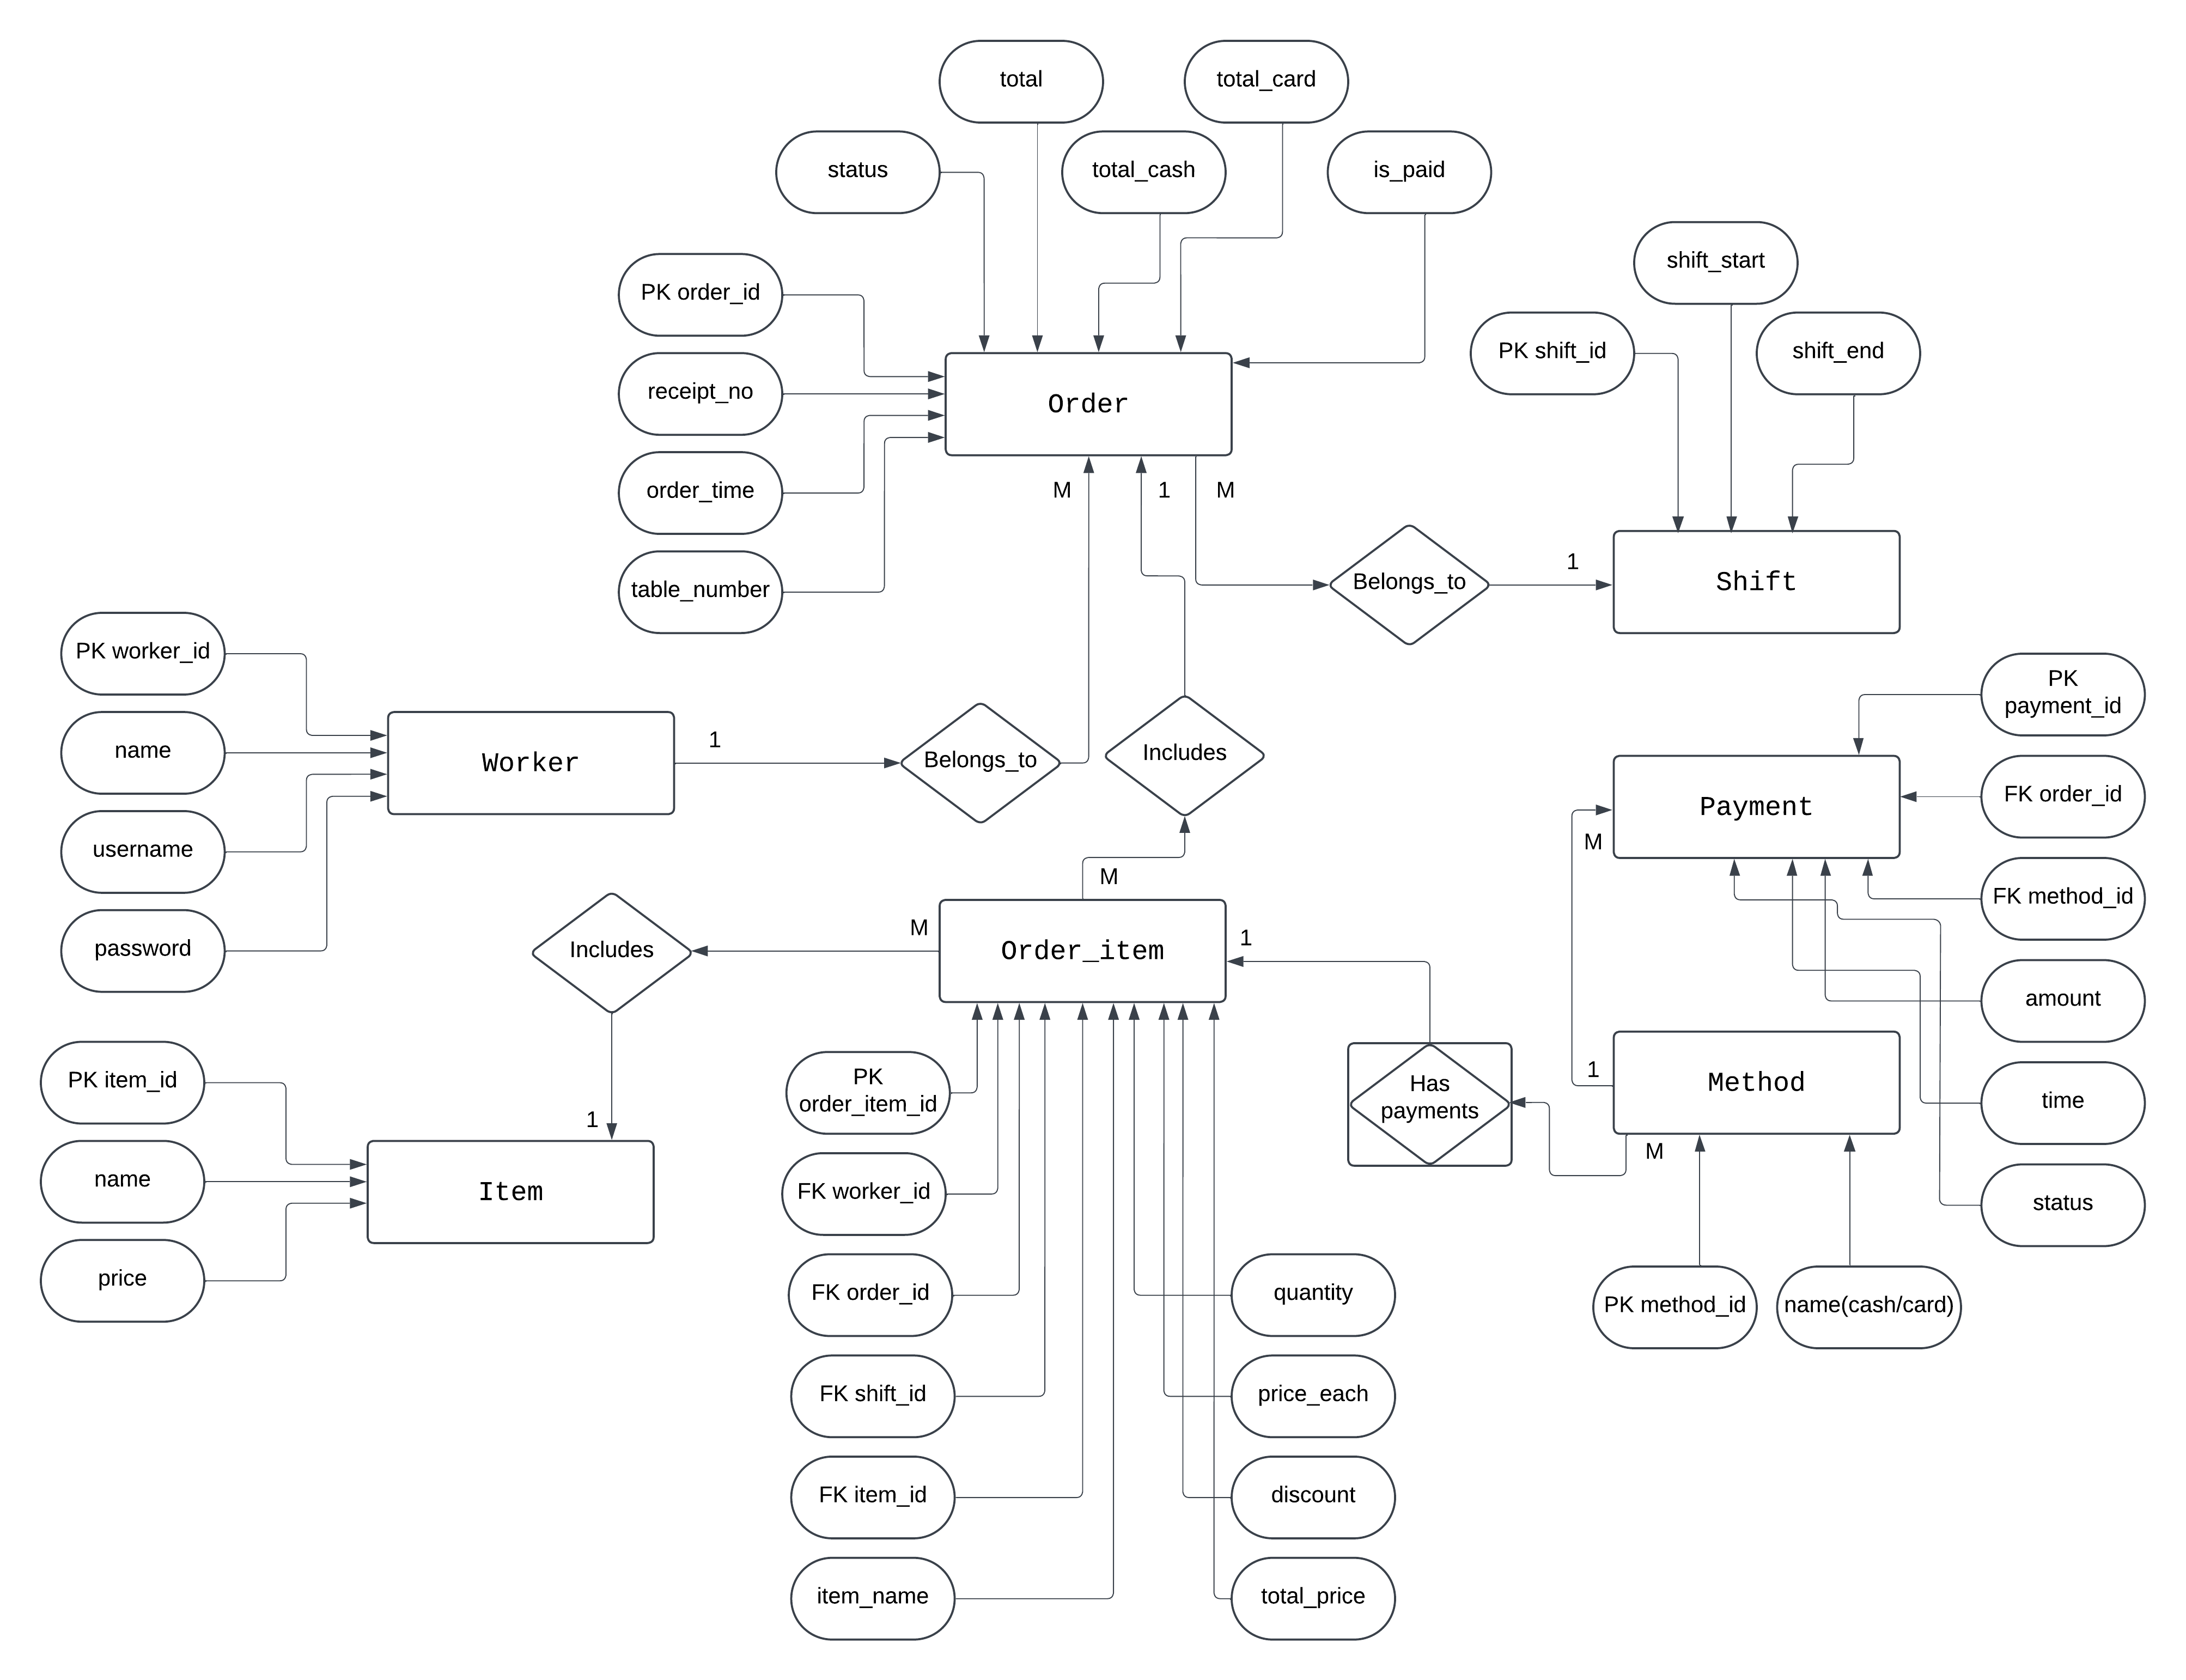 total
total_card
status
total_cash
is_paid
shift_start
PK order_id
PK shift_id
shift_end
receipt_no
Order
order_time
M
1
M
table_number
Belongs_to
1
Shift
PK worker_id
PK
payment_id
name
Worker
1
Belongs_to
Includes
Payment
FK order_id
username
M
M
FK method_id
password
Includes
M
Order_item
1
amount
PK item_id
1
PK
order_item_id
Has
payments
1
Method
time
name
Item
FK worker_id
M
status
price
FK order_id
quantity
PK method_id
name(cash/card)
FK shift_id
price_each
FK item_id
discount
item_name
total_price